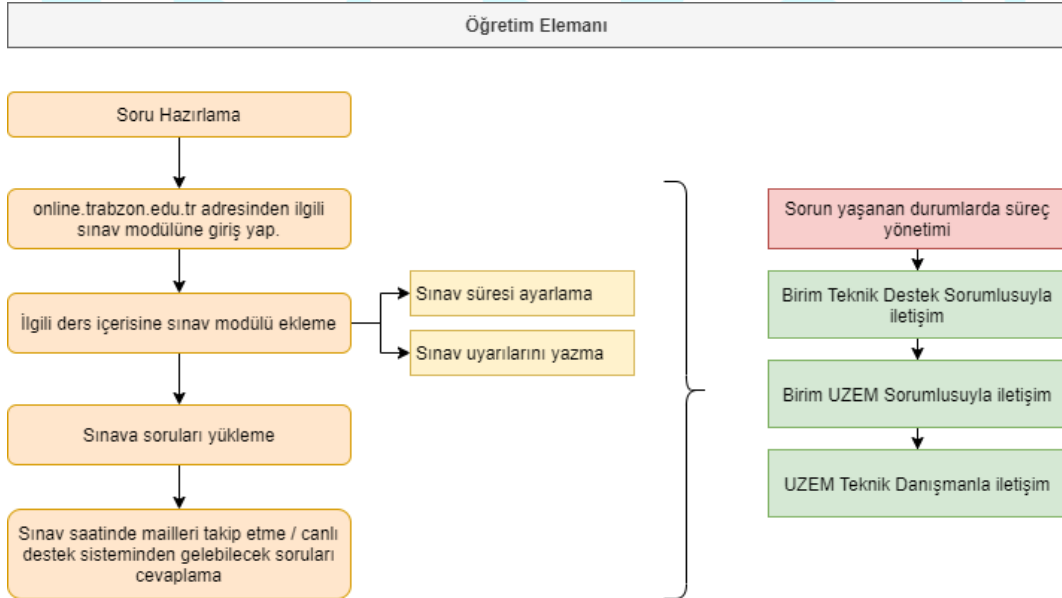 Öğretim Elemanı
Soru Hazırlama
online.trabzon.edu.tr adresinden ilgili
sınav modülüne giriş yap.
İlgili ders içerisine sınav modülü ekleme
Sınav süresi ayarlama
Sınav uyarılarını yazma
Sınava soruları yükleme
Sınav saatinde mailleri takip etme / canlı
destek sisteminden gelebilecek soruları
cevaplama
Sorun yaşanan durumlarda süreç
yönetimi
Birim Teknik Destek Sorumlusuyla
iletişim
Birim UZEM Sorumlusuyla iletişim
UZEM Teknik Danışmanla iletişim